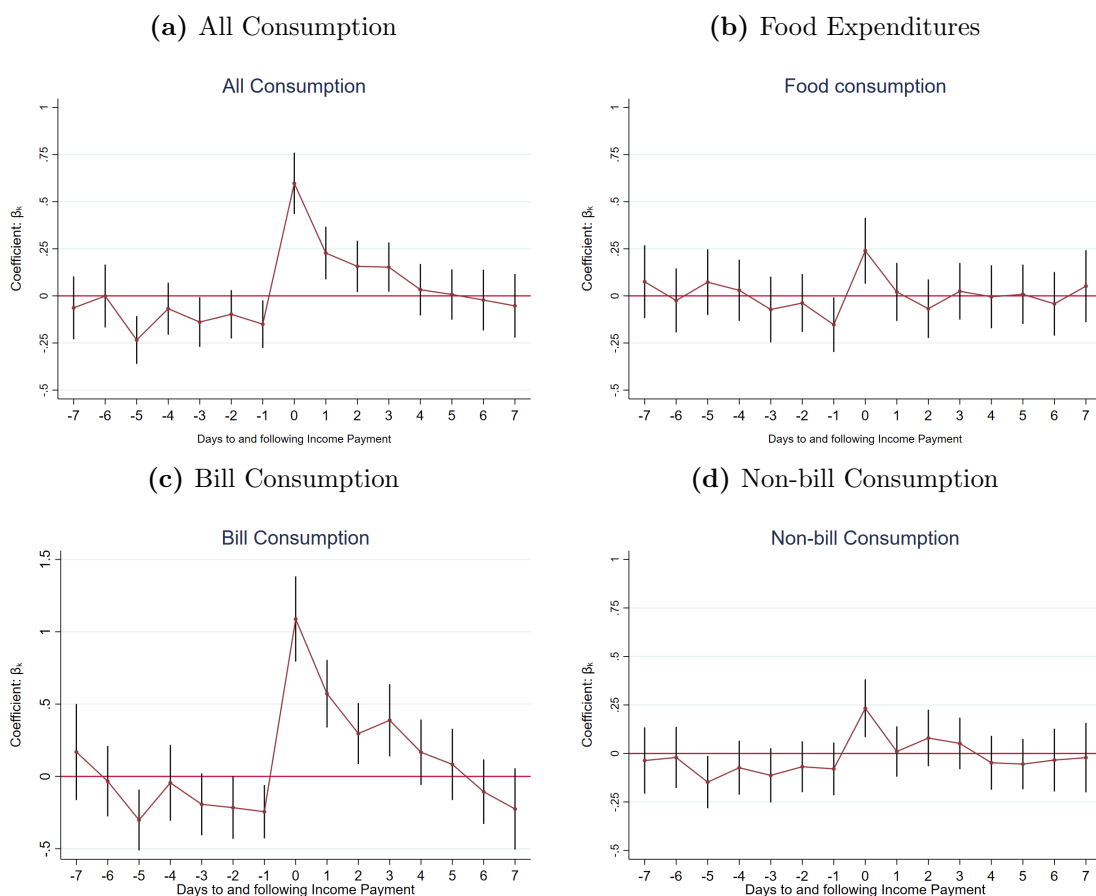 (a) All Consumption
All Consumption
Coefficient: βₖ
1
.75
.5
.25
0
-.25
-.5
-7 -6 -5 -4 -3 -2 -1 0 1 2 3 4 5 6 7
Days to and following Income Payment
(b) Food Expenditures
Food consumption
Coefficient: βₖ
1
.75
.5
.25
0
-.25
-.5
-7 -6 -5 -4 -3 -2 -1 0 1 2 3 4 5 6 7
Days to and following Income Payment
(c) Bill Consumption
Bill Consumption
Coefficient: βₖ
1.5
1
.5
0
-.5
-7 -6 -5 -4 -3 -2 -1 0 1 2 3 4 5 6 7
Days to and following Income Payment
(d) Non-bill Consumption
Non-bill Consumption
Coefficient: βₖ
1
.75
.5
.25
0
-.25
-.5
-7 -6 -5 -4 -3 -2 -1 0 1 2 3 4 5 6 7
Days to and following Income Payment